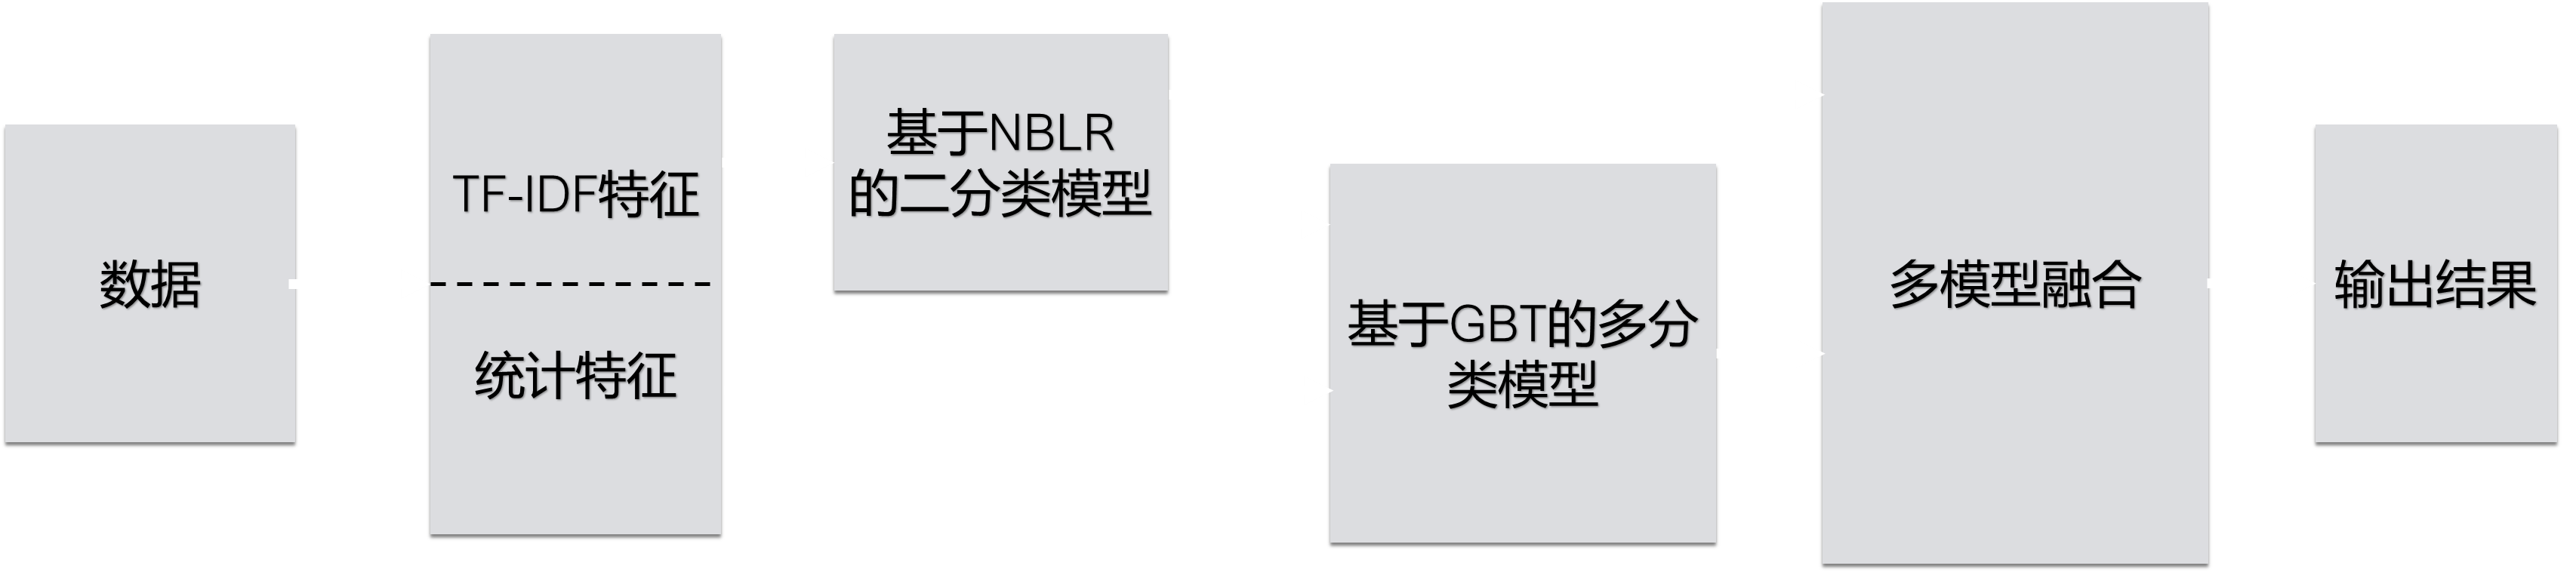 数据
TF-IDF特征
统计特征
基于NBLR
的二分类模型
基于GBT的多分
类模型
多模型融合
输出结果